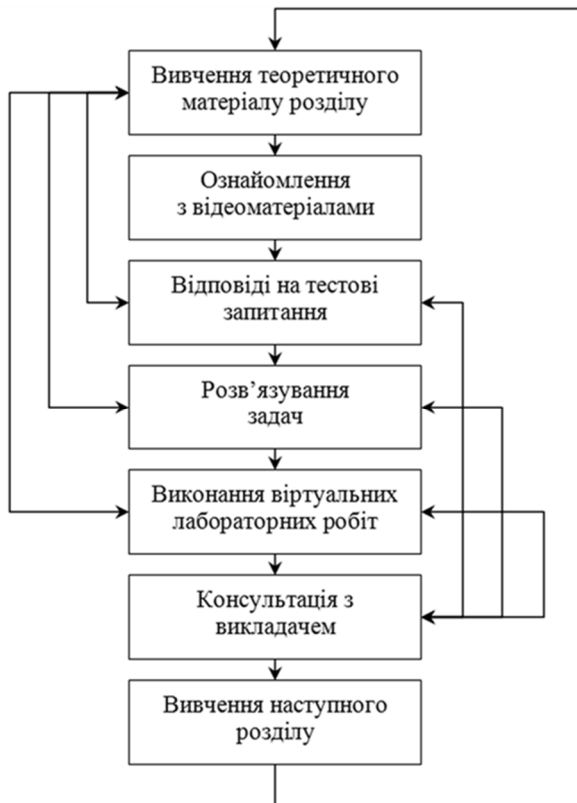 Вивчення теоретичного
матеріалу розділу
Ознайомлення
з відеоматеріалами
Відповіді на тестові
запитання
Розв’язування
задач
Виконання віртуальних
лабораторних робіт
Консультація з
викладачем
Вивчення наступного
розділу